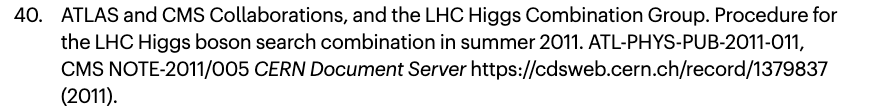 40. ATLAS and CMS Collaborations, and the LHC Higgs Combination Group. Procedure for
the LHC Higgs boson search combination in summer 2011. ATL-PHYS-PUB-2011-011,
CMS NOTE-2011/005 CERN Document Server https://cdsweb.cern.ch/record/1379837
(2011).